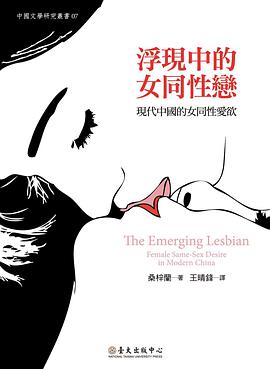 中國文學研究叢書 07
浮現中的
女同性戀
現代中國的女同性愛欲
The Emerging Lesbian
Female Same-Sex Desire
in Modern China
桑梓蘭─著 王晴鋒─譯
臺大出版中心
NATIONAL TAIWAN UNIVERSITY PRESS